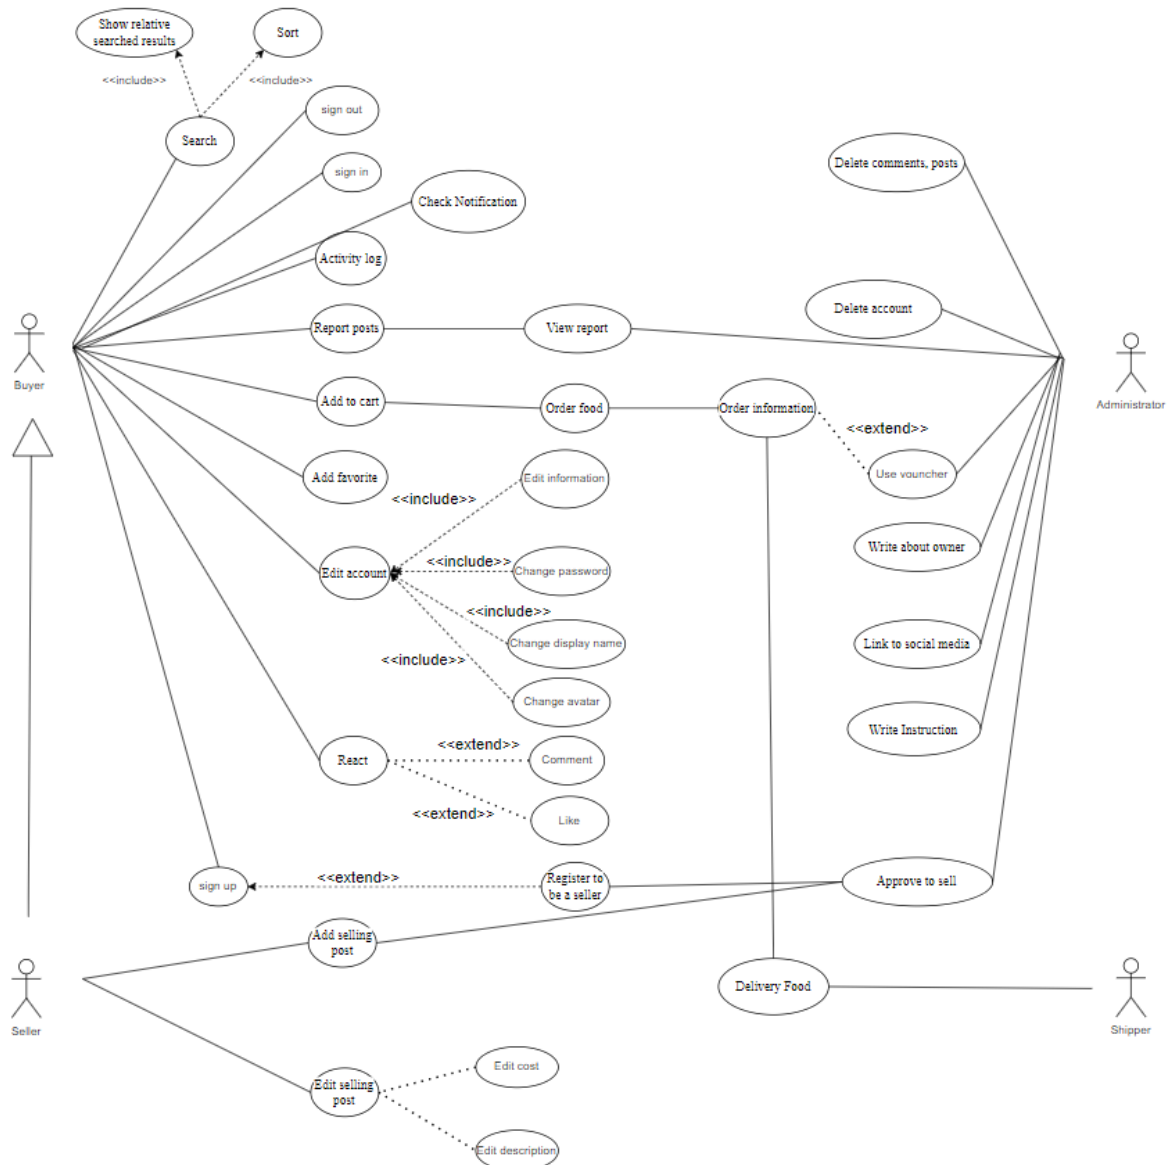 Show relative
searched results
Sort
<<include>>
<<include>>
sign out
Search
Delete comments, posts
sign in
Check Notification
Activity log
Delete account
Report posts
View report
Buyer
Administrator
Add to cart
Order food
Order information
<<extend>>
Use vouncher
Add favorite
Edit information
<<include>>
Write about owner
Edit account
<<include>>
Change password
<<include>>
Change display name
Link to social media
<<include>>
Change avatar
Write Instruction
React
<<extend>>
Comment
<<extend>>
Like
sign up
<<extend>>
Register to
be a seller
Approve to sell
Add selling
post
Seller
Delivery Food
Shipper
Edit cost
Edit selling
post
Edit description